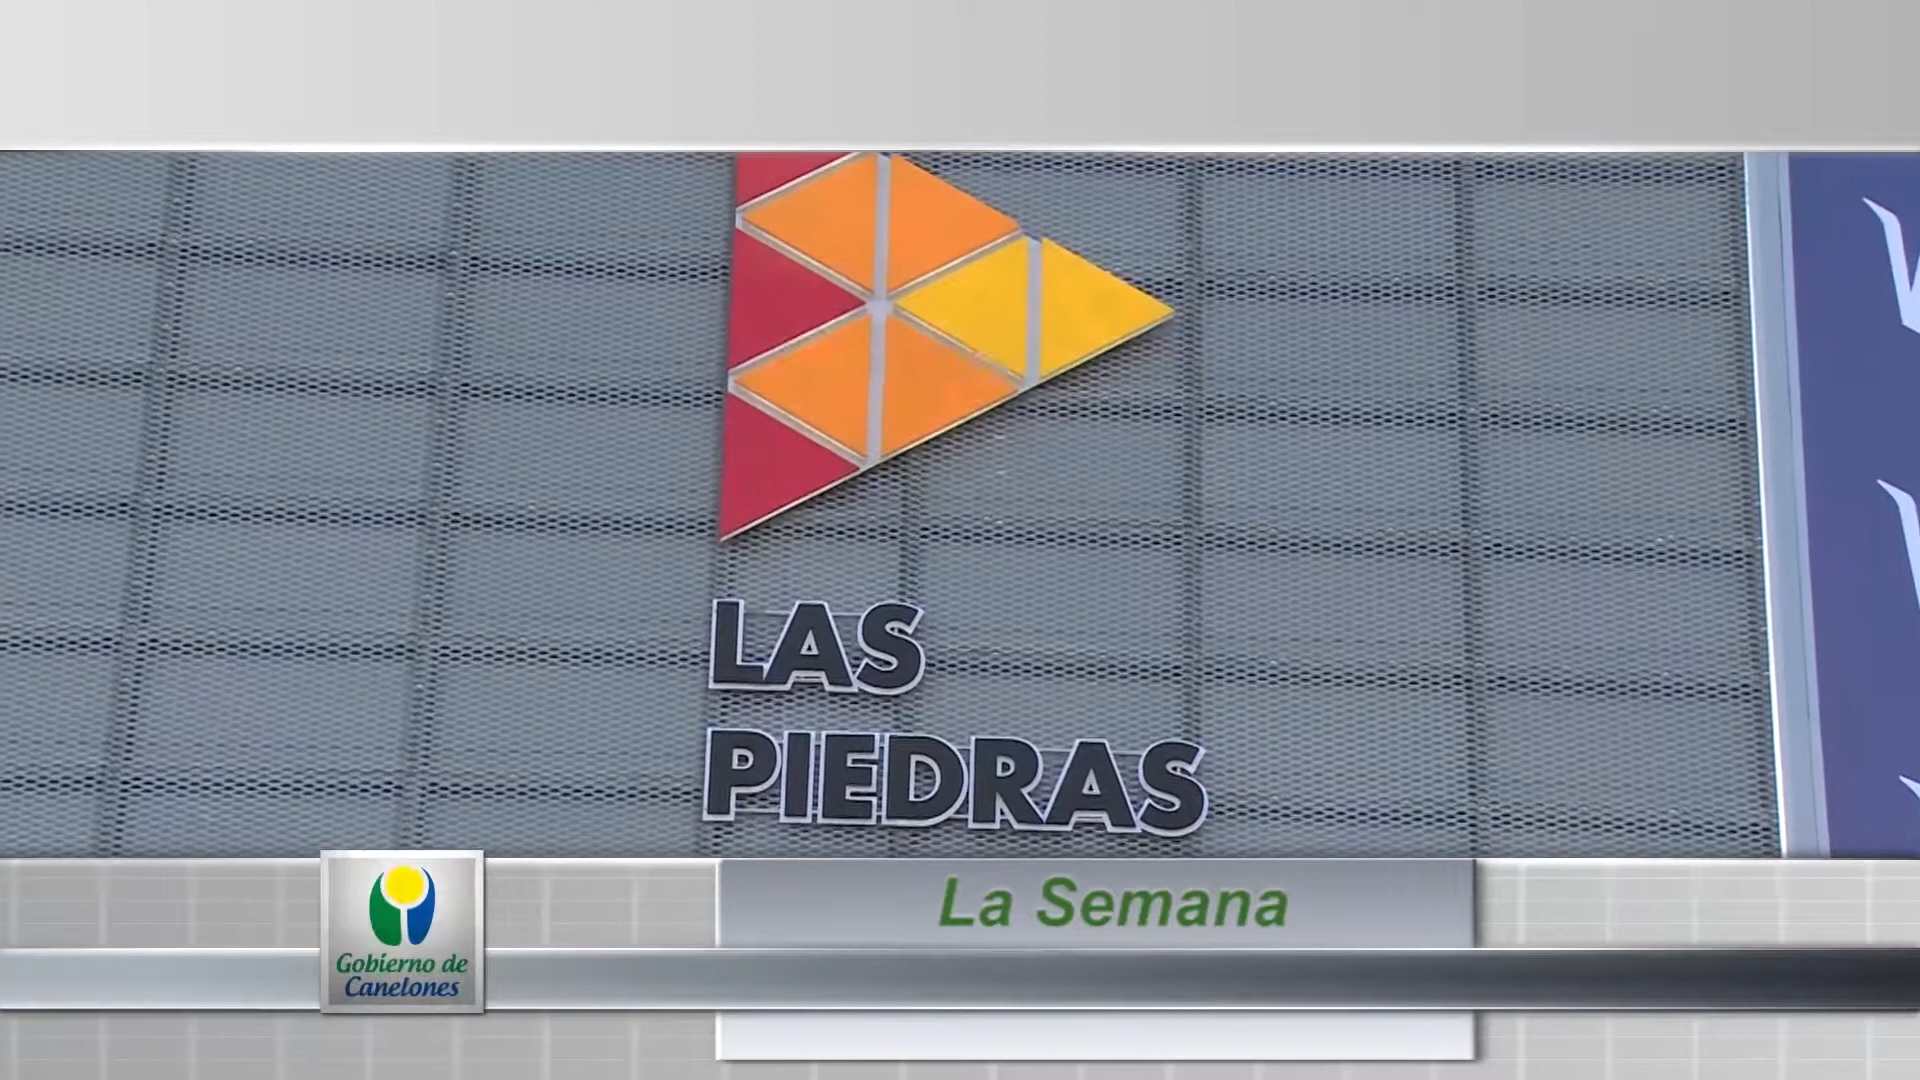 LAS
PIEDRAS
La Semana
Gobierno de
Canelones